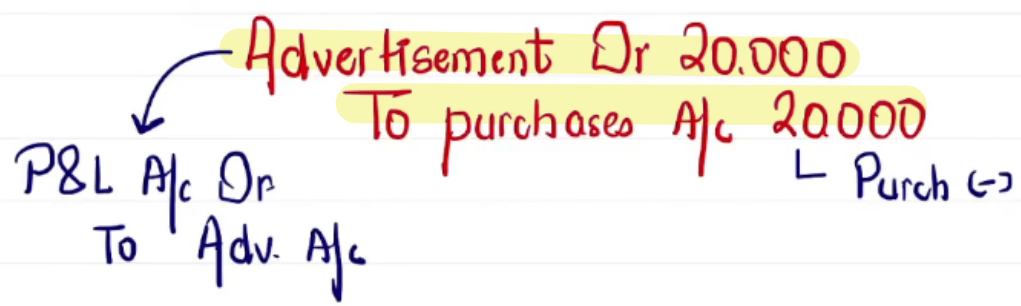 Advertisement Dr 20.000
To purchases A/c 20000
P&L A/c Dr
To Adv. A/c
Purch (-)